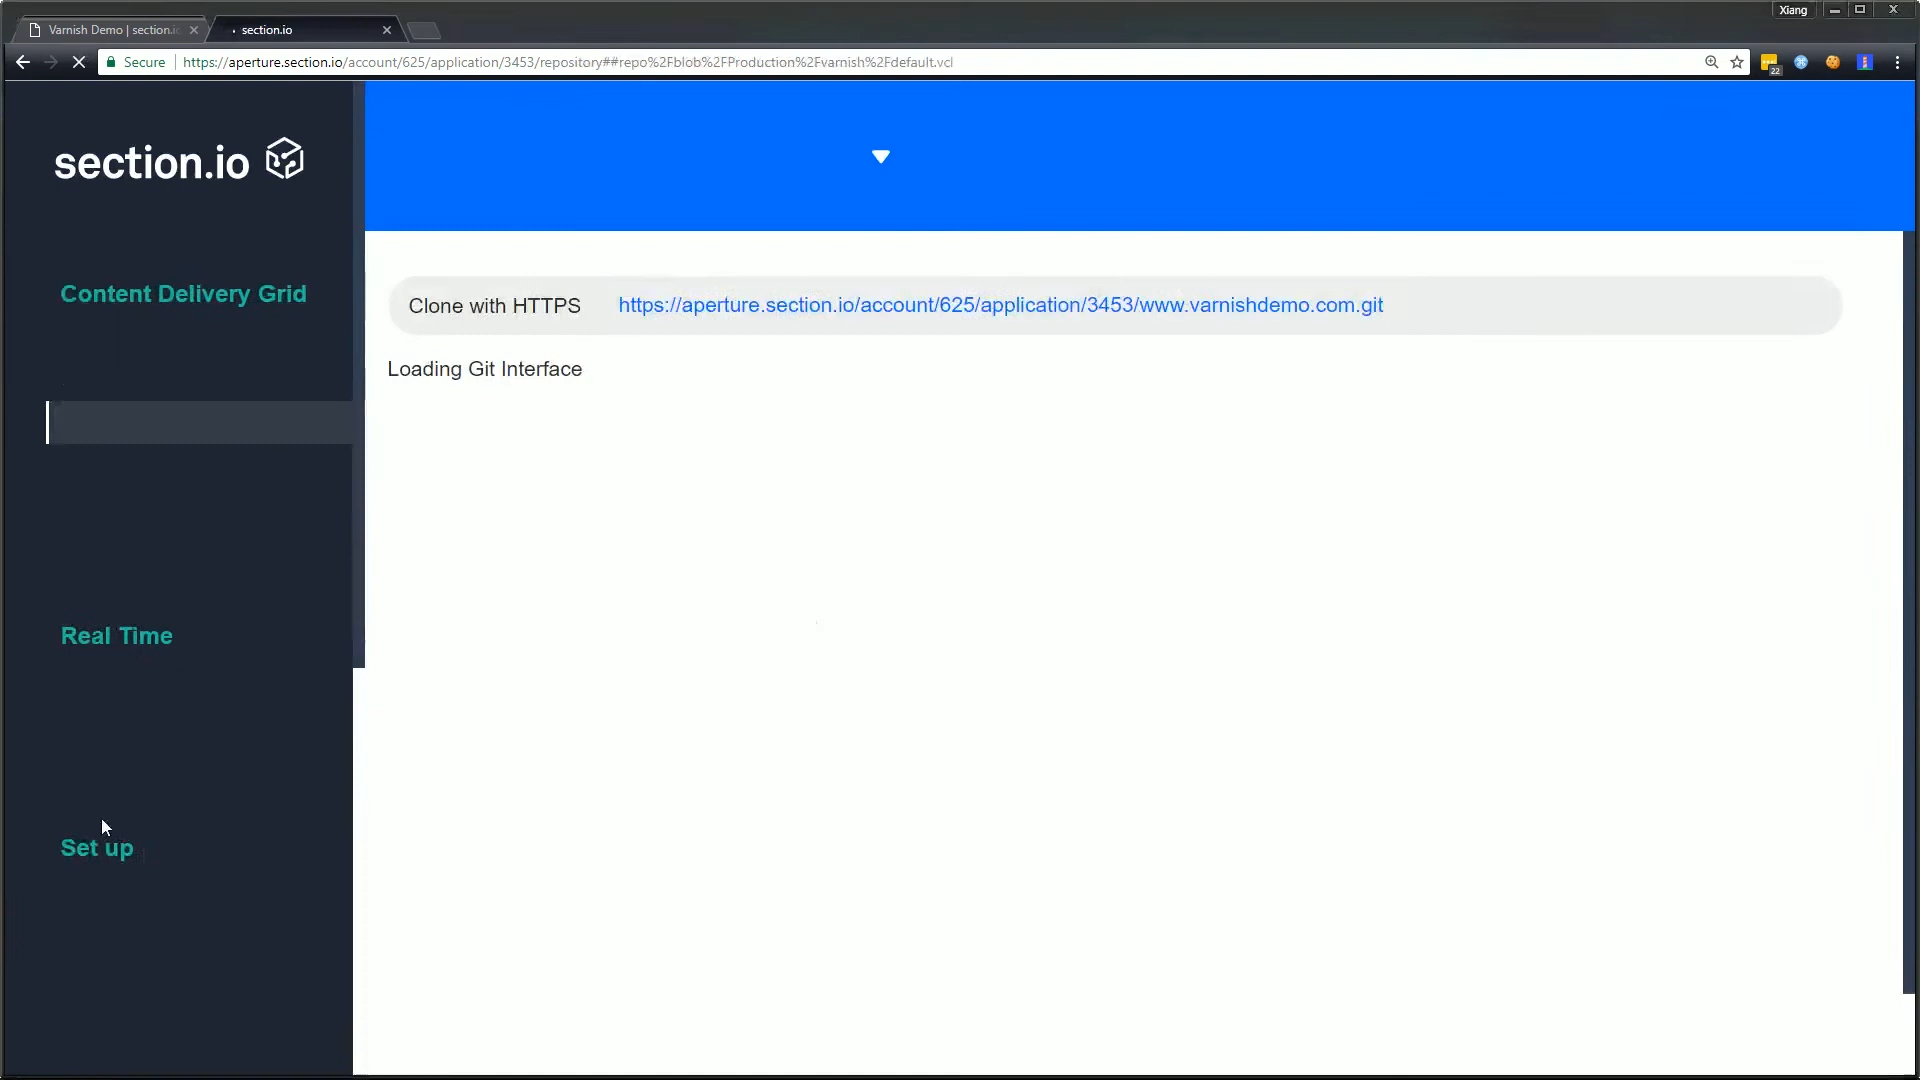 Xiang
Varnish Demo | section.io
section.io
Secure
https://aperture.section.io/account/625/application/3453/repository##repo%2Fblob%2FProduction%2Fvarnish%2Fdefault.vcl
22
section.io
Content Delivery Grid
Real Time
Set up
Clone with HTTPS https://aperture.section.io/account/625/application/3453/www.varnishdemo.com.git
Loading Git Interface